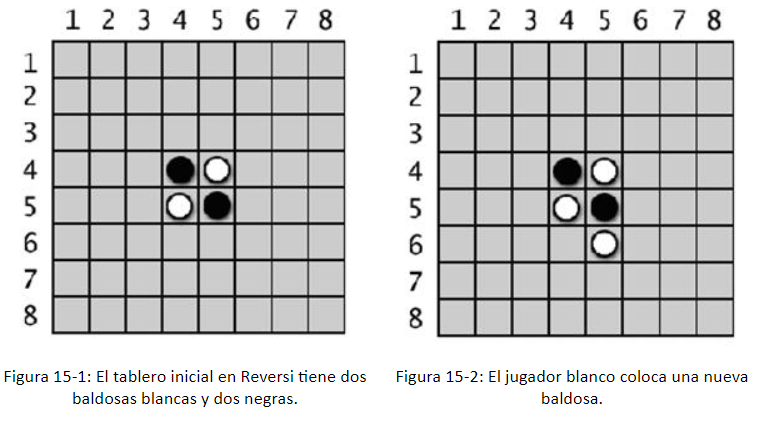 1 2 3 4 5 6 7 8
1
2
3
4
5
6
7
8
Figura 15-1: El tablero inicial en Reversi tiene dos
baldosas blancas y dos negras.
1 2 3 4 5 6 7 8
1
2
3
4
5
6
7
8
Figura 15-2: El jugador blanco coloca una nueva
baldosa.